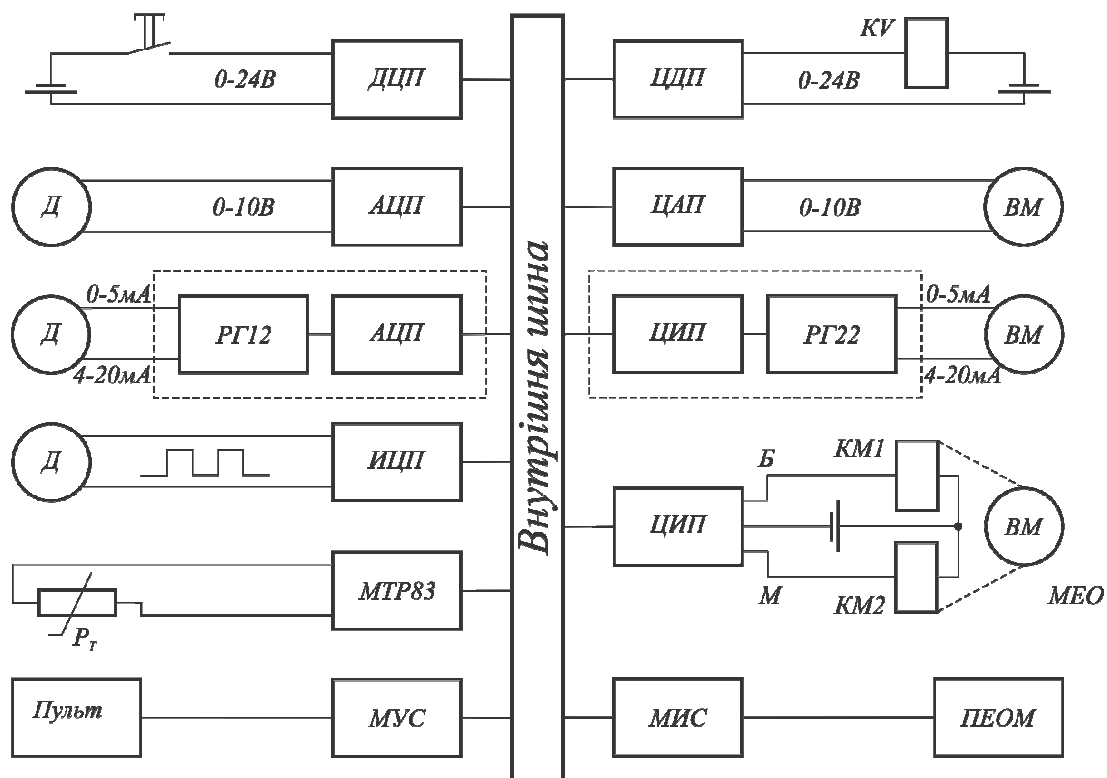 KV
0-24В
ДЦП
ЦДП
0-24В
Д
0-10В
АЦП
ЦАП
0-10В
ВМ
Внутрішня шина
0-5мА
0-5мА
Д
РГ12
АЦП
ЦИП
РГ22
ВМ
4-20мА
4-20мА
Д
ИЦП
Б
КМ1
ЦИП
ВМ
МТР83
М
КМ2
МЕО
Рт
Пульт
МУС
МИС
ПЕОМ